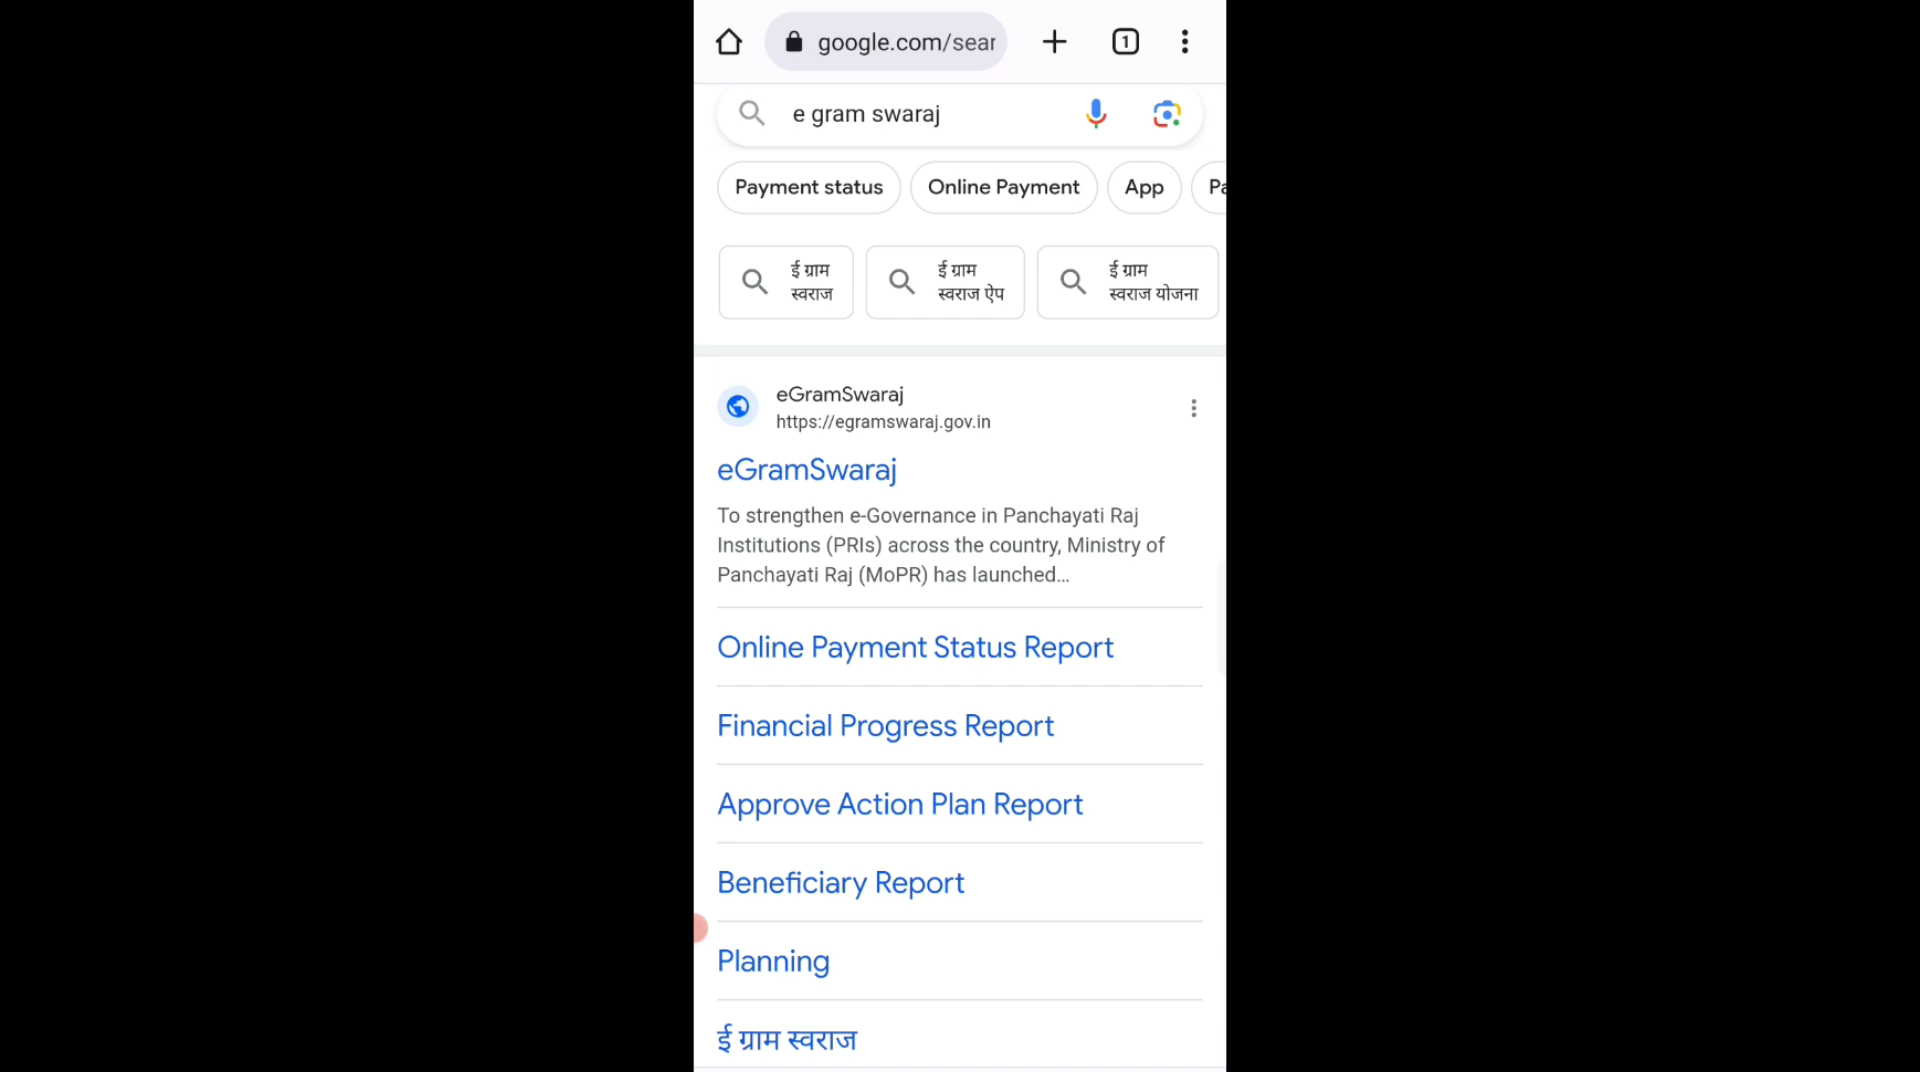 google.com/sear
1
e gram swaraj
Payment status
Online Payment
App
Pa
ई ग्राम
स्वराज
ई ग्राम
स्वराज ऐप
ई ग्राम
स्वराज योजना
eGramSwaraj
https://egramswaraj.gov.in
eGramSwaraj
To strengthen e-Governance in Panchayati Raj
Institutions (PRIs) across the country, Ministry of
Panchayati Raj (MoPR) has launched...
Online Payment Status Report
Financial Progress Report
Approve Action Plan Report
Beneficiary Report
Planning
ई ग्राम स्वराज